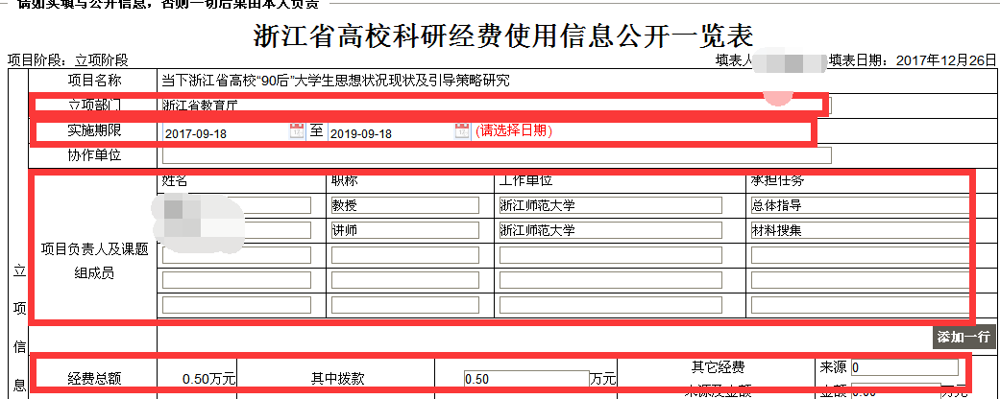 请如实填写公开信息，否则一切后果由本人负责
浙江省高校科研经费使用信息公开一览表
项目阶段：立项阶段 填表人 填表日期：2017年12月26日
项目名称 当下浙江省高校“90后”大学生思想状况现状及引导策略研究
立项部门 浙江省教育厅
实施期限 2017-09-18 至 2019-09-18 (请选择日期)
协作单位
姓名 职称 工作单位 承担任务
教授 浙江师范大学 总体指导
讲师 浙江师范大学 材料搜集
项目负责人及课题
组成员
立
项
信
息
添加一行
经费总额 0.50万元 其中拨款 0.50 万元 其它经费 来源 0
来源及金额 金额 0.00 万元